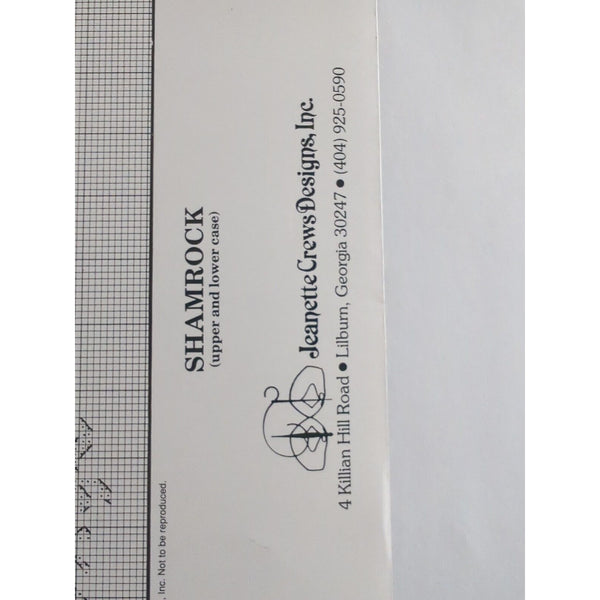 SHAMROCK
(upper and lower case)
Jeanette Crews Designs, Inc.
4 Killian Hill Road ● Lilburn, Georgia 30247 ● (404) 925-0590
, Inc. Not to be reproduced.